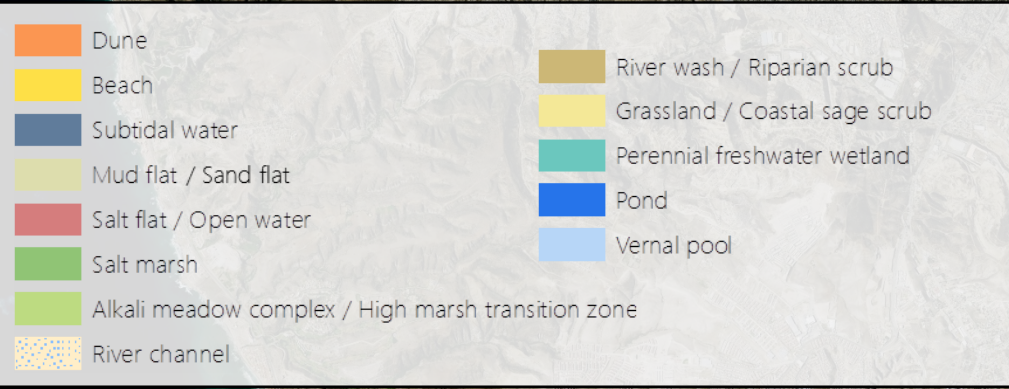 Dune
Beach
Subtidal water
Mud flat / Sand flat
Salt flat / Open water
Salt marsh
Alkali meadow complex / High marsh transition zone
River channel
River wash / Riparian scrub
Grassland / Coastal sage scrub
Perennial freshwater wetland
Pond
Vernal pool